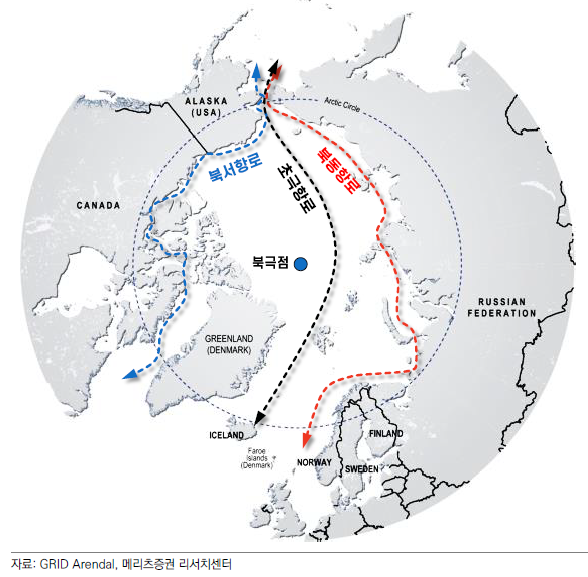 ALASKA
(USA)
Arctic Circle
북서항로
초극항로
북동항로
CANADA
북극점
RUSSIAN
FEDERATION
GREENLAND
(DENMARK)
ICELAND
Faroe
Islands
(Denmark)
NORWAY
SWEDEN
FINLAND
자료: GRID Arendal, 메리츠증권 리서치센터